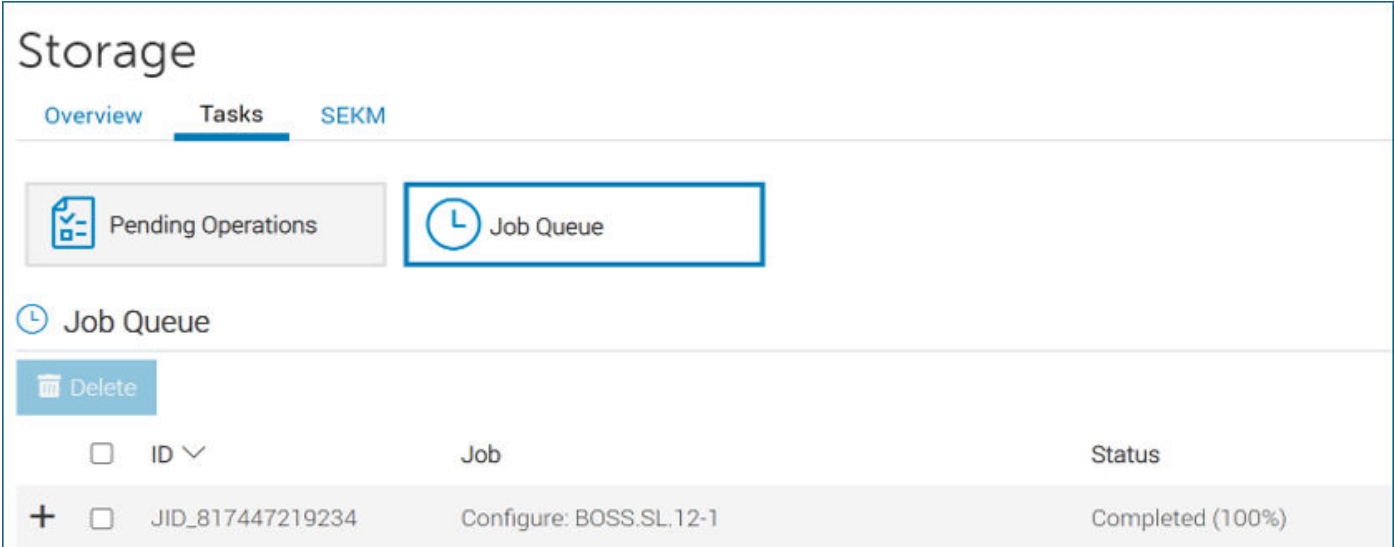 Storage
Overview Tasks SEKM
Pending Operations Job Queue
Job Queue
Delete
ID Job Status
JID_817447219234 Configure: BOSS.SL.12-1 Completed (100%)